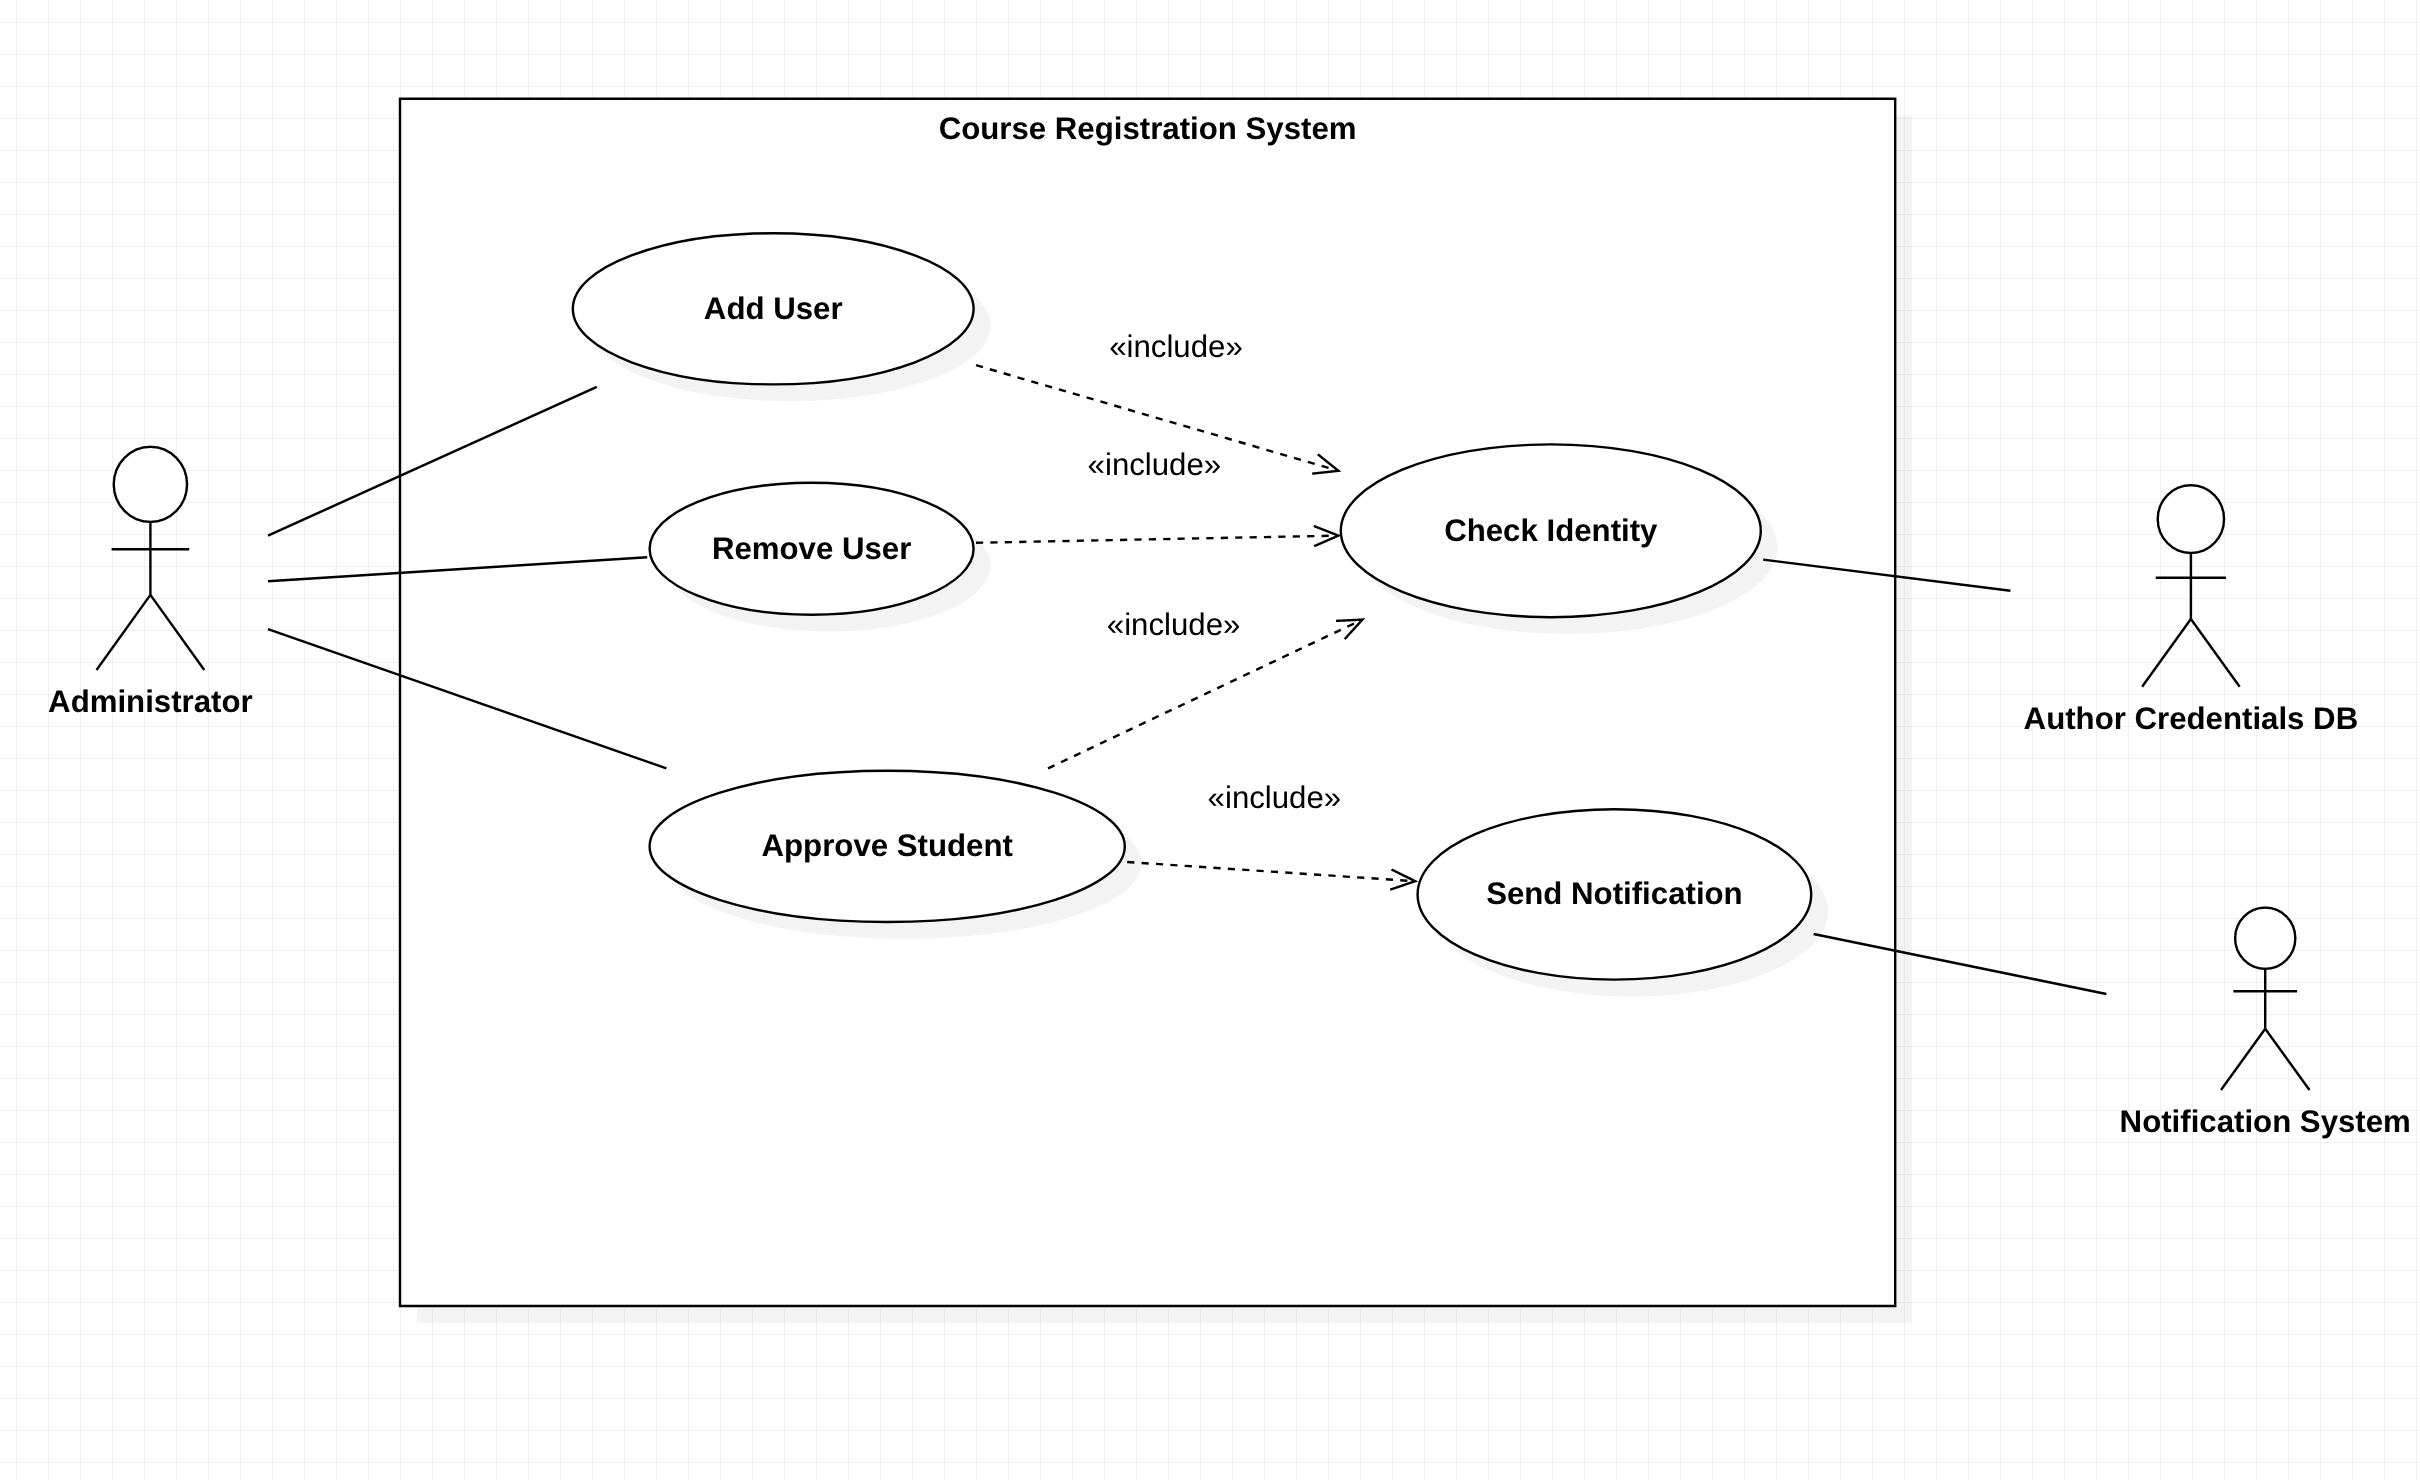 Course Registration System
Add User
«include»
«include»
Remove User
Check Identity
«include»
Administrator
Author Credentials DB
«include»
Approve Student
Send Notification
Notification System